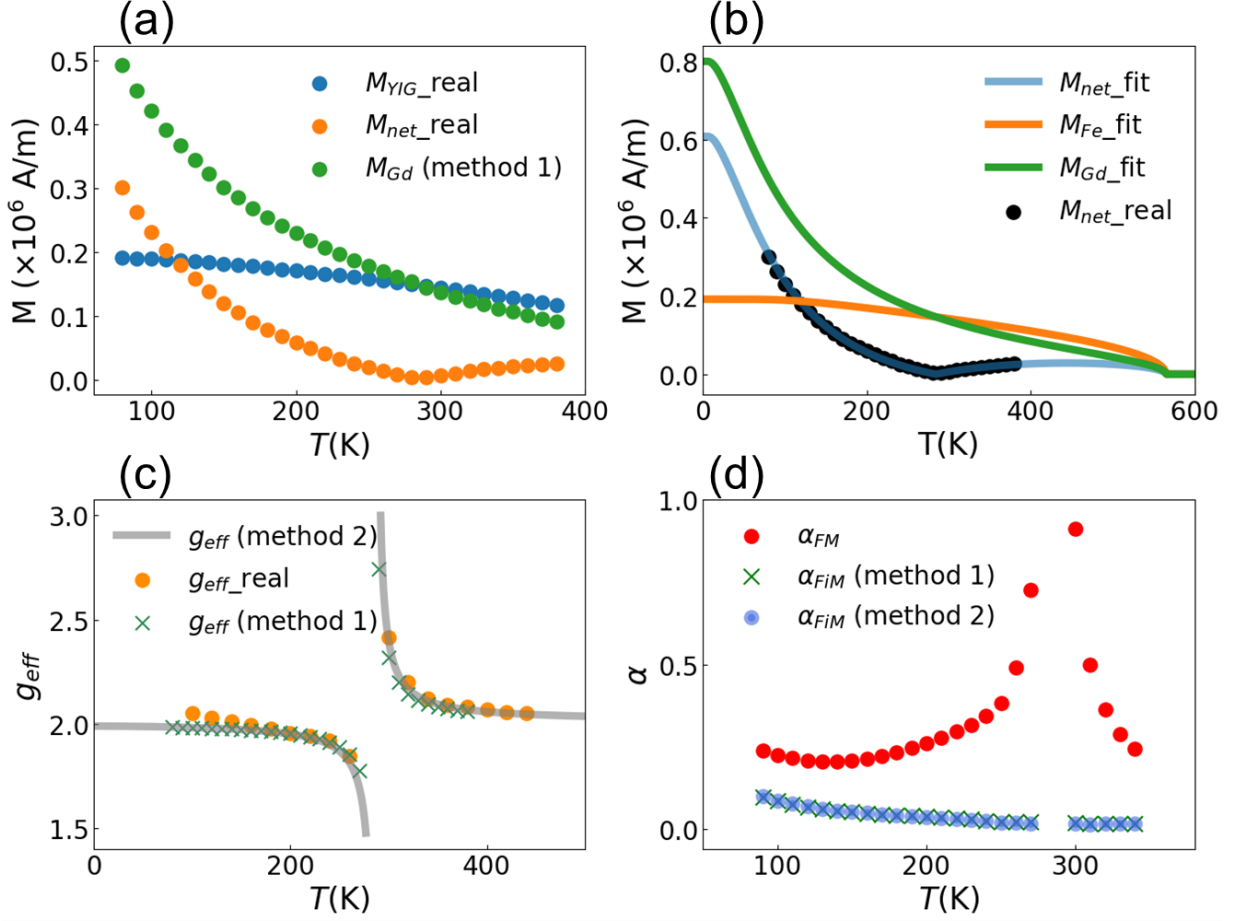 (a)
0.5
0.4
0.3
0.2
0.1
0.0
M (×10⁶ A/m)
M_YIG_real
M_net_real
M_Gd (method 1)
100 200 300 400
T(K)
(b)
0.8
0.6
0.4
0.2
0.0
M (×10⁶ A/m)
M_net_fit
M_Fe_fit
M_Gd_fit
M_net_real
0 200 400 600
T(K)
(c)
3.0
2.5
2.0
1.5
g_eff
g_eff (method 2)
g_eff_real
g_eff (method 1)
0 200 400
T(K)
(d)
1.0
0.5
0.0
α
α_FM
α_FiM (method 1)
α_FiM (method 2)
100 200 300
T(K)